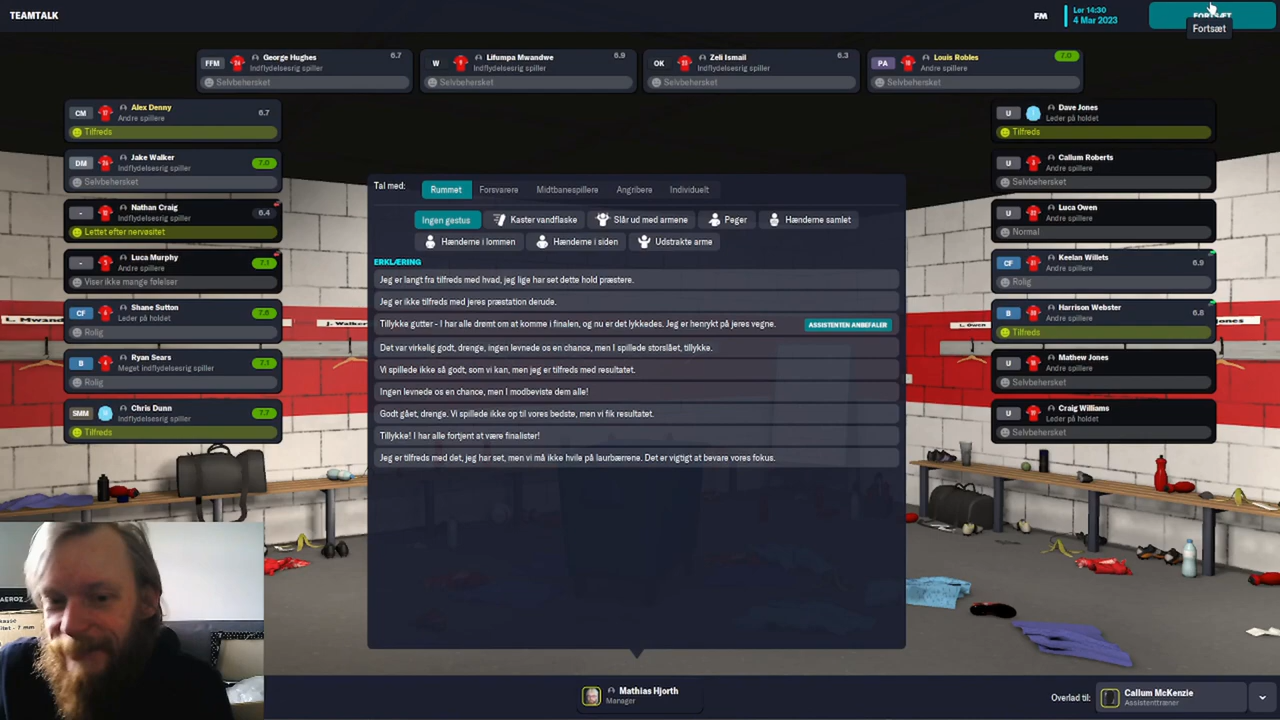 TEAMTALK
FM
Lør 14:30
4 Mar 2023
FORTSÆT
Fortsæt
FFM
George Hughes
Indflydelsesrig spiller
6.7
Selvbehersket
W
Lifumpa Mwandwe
Indflydelsesrig spiller
6.9
Selvbehersket
OK
Zeli Ismail
Indflydelsesrig spiller
6.3
Selvbehersket
PA
Louis Robles
Andre spillere
7.0
Selvbehersket
CM
Alex Denny
Andre spillere
6.7
Tilfreds
DM
Jake Walker
Indflydelsesrig spiller
7.0
Selvbehersket
-
Nathan Craig
Indflydelsesrig spiller
6.4
Lettet efter nervøsitet
-
Luca Murphy
Andre spillere
7.1
Viser ikke mange følelser
CF
Shane Sutton
Leder på holdet
Rolig
B
Ryan Sears
Meget indflydelsesrig spiller
7.1
Rolig
SMM
Chris Dunn
Indflydelsesrig spiller
7.7
Tilfreds
Tal med:
Rummet
Forsvarere
Midtbanespillere
Angribere
Individuelt
Ingen gestus
Kaster vandflaske
Slår ud med armene
Peger
Hænderne samlet
Hænderne i lommen
Hænderne i siden
Udstrakte arme
ERKLÆRING
Jeg er langt fra tilfreds med hvad, jeg lige har set dette hold præstere.
Jeg er ikke tilfreds med jeres præstation derude.
Tillykke gutter - I har alle drømt om at komme i finalen, og nu er det lykkedes. Jeg er henrykt på jeres vegne.
ASSISTENTEN ANBEFALER
Det var virkelig godt, drenge, ingen levnede os en chance, men I spillede storslået, tillykke.
Vi spillede ikke så godt, som vi kan, men jeg er tilfreds med resultatet.
Ingen levnede os en chance, men I modbeviste dem alle!
Godt gået, drenge. Vi spillede ikke op til vores bedste, men vi fik resultatet.
Tillykke! I har alle fortjent at være finalister!
Jeg er tilfreds med det, jeg har set, men vi må ikke hvile på laurbærrene. Det er vigtigt at bevare vores fokus.
U
Dave Jones
Leder på holdet
Tilfreds
U
Callum Roberts
Andre spillere
Selvbehersket
U
Luca Owen
Andre spillere
Normal
CF
Keelan Willets
Andre spillere
6.9
Rolig
B
Harrison Webster
Andre spillere
6.8
Tilfreds
U
Mathew Jones
Andre spillere
Selvbehersket
U
Craig Williams
Leder på holdet
Selvbehersket
L. Mwandw
J. Walker
L. OWEN
Jones
AEROZ
Mathias Hjorth
Manager
Overlad til:
Callum McKenzie
Assistenttræner